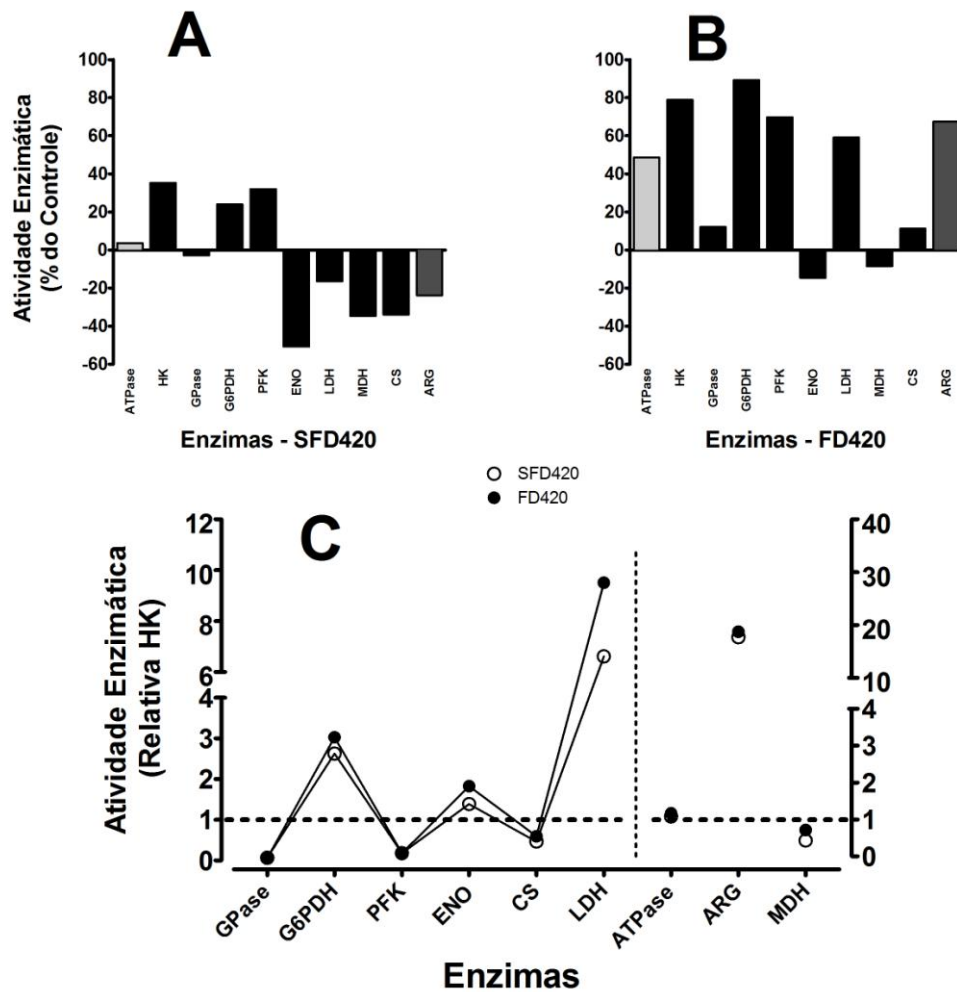 A
Atividade Enzimática
(% do Controle)
100
80
60
40
20
0
-20
-40
-60
ATPase
HK
GPase
G6PDH
PFK
ENO
LDH
MDH
CS
ARG
Enzimas - SFD420
B
100
80
60
40
20
0
-20
-40
-60
ATPase
HK
GPase
G6PDH
PFK
ENO
LDH
MDH
CS
ARG
Enzimas - FD420
SFD420
FD420
C
Atividade Enzimática
(Relativa HK)
12
10
8
6
4
3
2
1
0
40
30
20
10
4
3
2
1
0
GPase
G6PDH
PFK
ENO
CS
LDH
ATPase
ARG
MDH
Enzimas